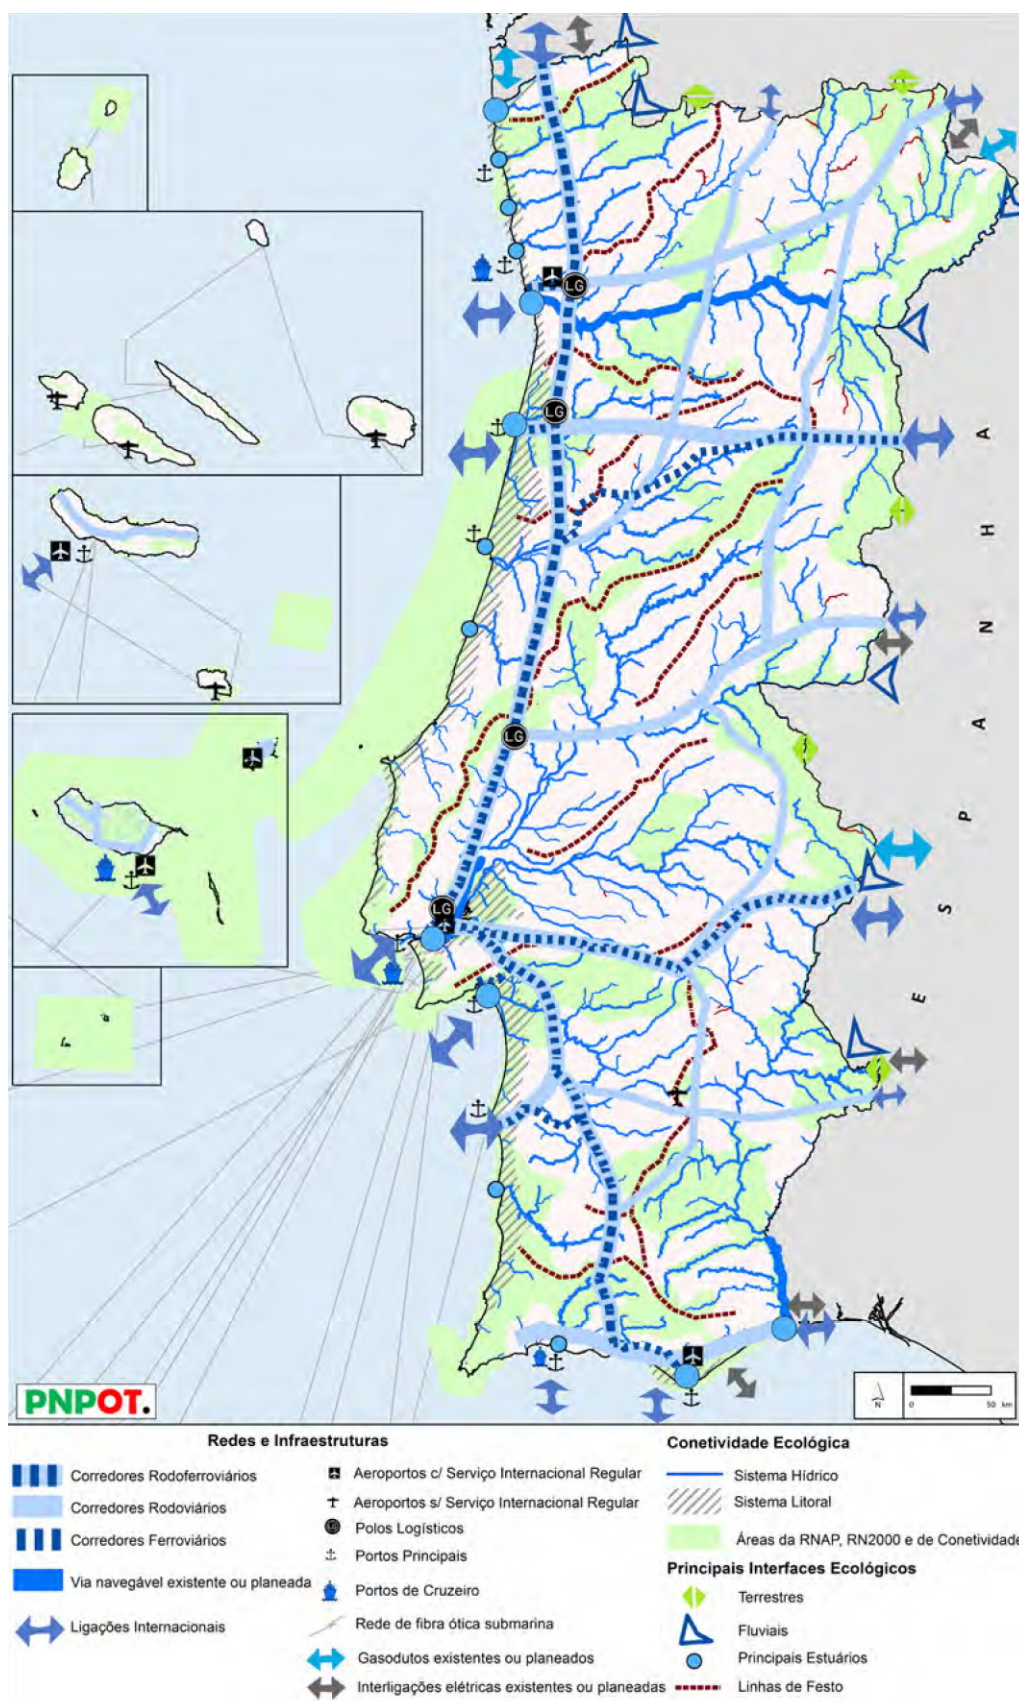 LG
LG
LG
LG
ESPANHA
PNPOT.
N
0 50 km
Redes e Infraestruturas
Corredores Rodoferroviários
Corredores Rodoviários
Corredores Ferroviários
Via navegável existente ou planeada
Ligações Internacionais
Aeroportos c/ Serviço Internacional Regular
Aeroportos s/ Serviço Internacional Regular
LG Polos Logísticos
Portos Principais
Portos de Cruzeiro
Rede de fibra ótica submarina
Gasodutos existentes ou planeados
Interligações elétricas existentes ou planeadas
Conetividade Ecológica
Sistema Hídrico
Sistema Litoral
Áreas da RNAP, RN2000 e de Conetividade
Principais Interfaces Ecológicos
Terrestres
Fluviais
Principais Estuários
Linhas de Festo